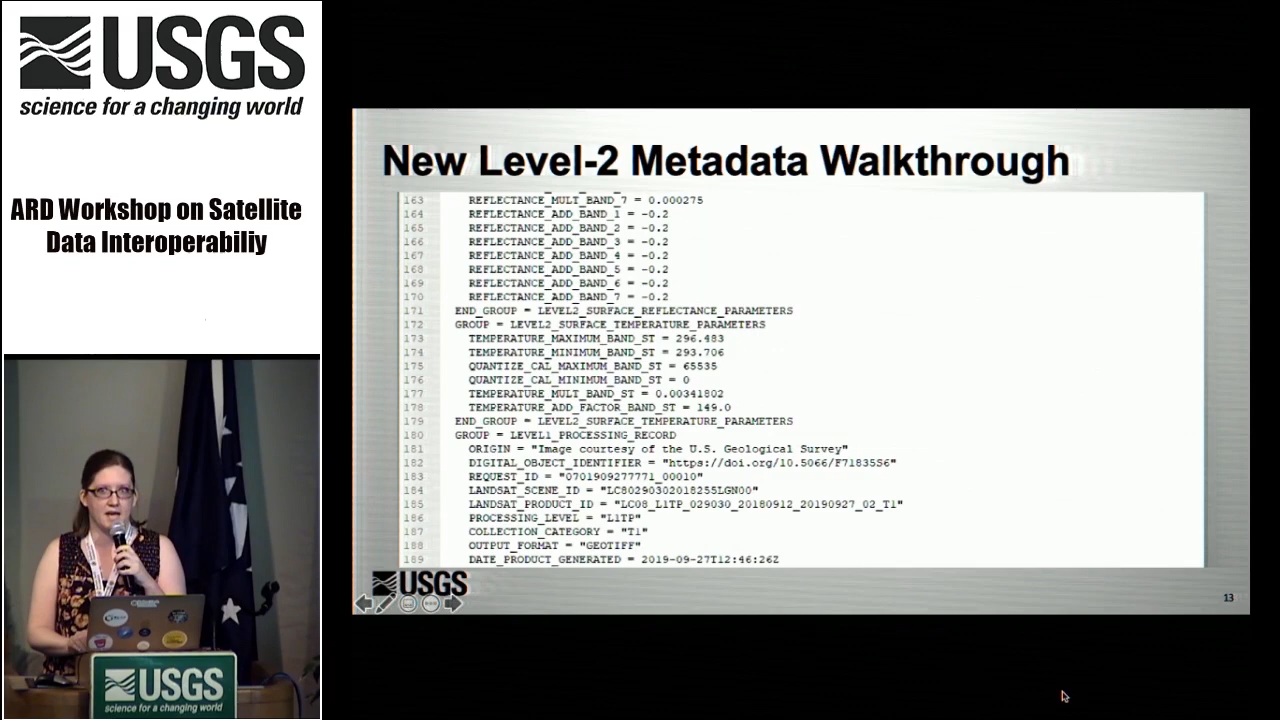 USGS
science for a changing world
ARD Workshop on Satellite
Data Interoperabiliy
New Level-2 Metadata Walkthrough
163 REFLECTANCE_MULT_BAND_7 = 0.000275
164 REFLECTANCE_ADD_BAND_1 = -0.2
165 REFLECTANCE_ADD_BAND_2 = -0.2
166 REFLECTANCE_ADD_BAND_3 = -0.2
167 REFLECTANCE_ADD_BAND_4 = -0.2
168 REFLECTANCE_ADD_BAND_5 = -0.2
169 REFLECTANCE_ADD_BAND_6 = -0.2
170 REFLECTANCE_ADD_BAND_7 = -0.2
171 END_GROUP = LEVEL2_SURFACE_REFLECTANCE_PARAMETERS
172 GROUP = LEVEL2_SURFACE_TEMPERATURE_PARAMETERS
173 TEMPERATURE_MAXIMUM_BAND_ST = 296.483
174 TEMPERATURE_MINIMUM_BAND_ST = 293.706
175 QUANTIZE_CAL_MAXIMUM_BAND_ST = 65535
176 QUANTIZE_CAL_MINIMUM_BAND_ST = 0
177 TEMPERATURE_MULT_BAND_ST = 0.00341802
178 TEMPERATURE_ADD_FACTOR_BAND_ST = 149.0
179 END_GROUP = LEVEL2_SURFACE_TEMPERATURE_PARAMETERS
180 GROUP = LEVEL1_PROCESSING_RECORD
181 ORIGIN = "Image courtesy of the U.S. Geological Survey"
182 DIGITAL_OBJECT_IDENTIFIER = "https://doi.org/10.5066/F71835S6"
183 REQUEST_ID = "0701909277771_00010"
184 LANDSAT_SCENE_ID = "LC80290302018255LGN00"
185 LANDSAT_PRODUCT_ID = "LC08_L1TP_029030_20180912_20190927_02_T1"
186 PROCESSING_LEVEL = "L1TP"
187 COLLECTION_CATEGORY = "T1"
188 OUTPUT_FORMAT = "GEOTIFF"
189 DATE_PRODUCT_GENERATED = 2019-09-27T12:46:26Z
USGS
13
USGS
science for a changing world